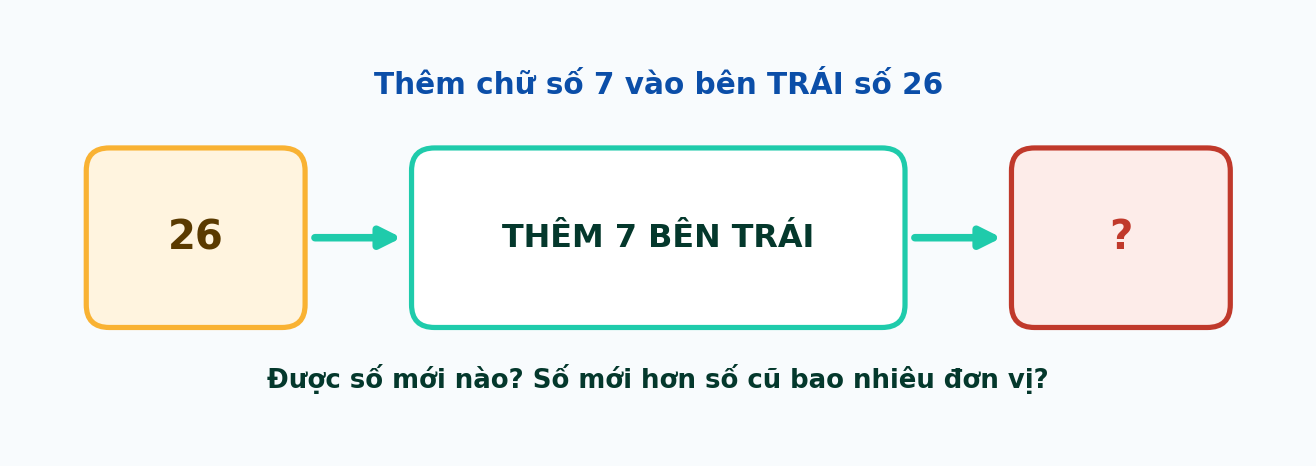 Thêm chữ số 7 vào bên TRÁI số 26
26
THÊM 7 BÊN TRÁI
?
Được số mới nào? Số mới hơn số cũ bao nhiêu đơn vị?